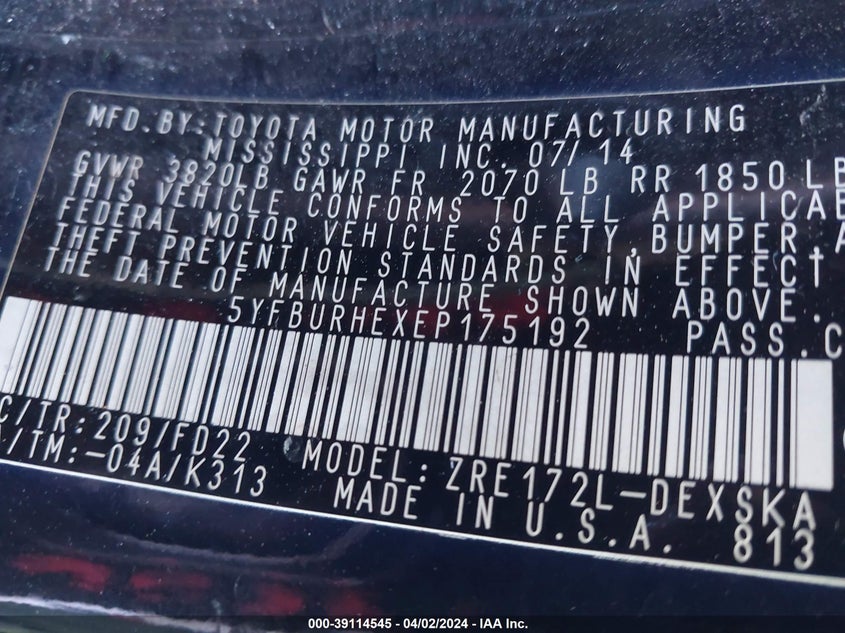 MFD.BY:TOYOTA MOTOR MANUFACTURING
MISSISSIPPI INC. 07/14
GVWR 3820LB GAWR FR 2070 LB RR 1850 LB
THIS VEHICLE CONFORMS TO ALL APPLICAB
FEDERAL MOTOR VEHICLE SAFETY,BUMPER,A
THEFT PREVENTION STANDARDS IN EFFECT
THE DATE OF MANUFACTURE SHOWN ABOVE.
5YFBURHEXEP175192 PASS.C
C/TR:209/FD22
/TM:-04A/K313
MODEL:ZRE172L-DEXSKA
MADE IN U.S.A. 813
000-39114545 - 04/02/2024 - IAA Inc.